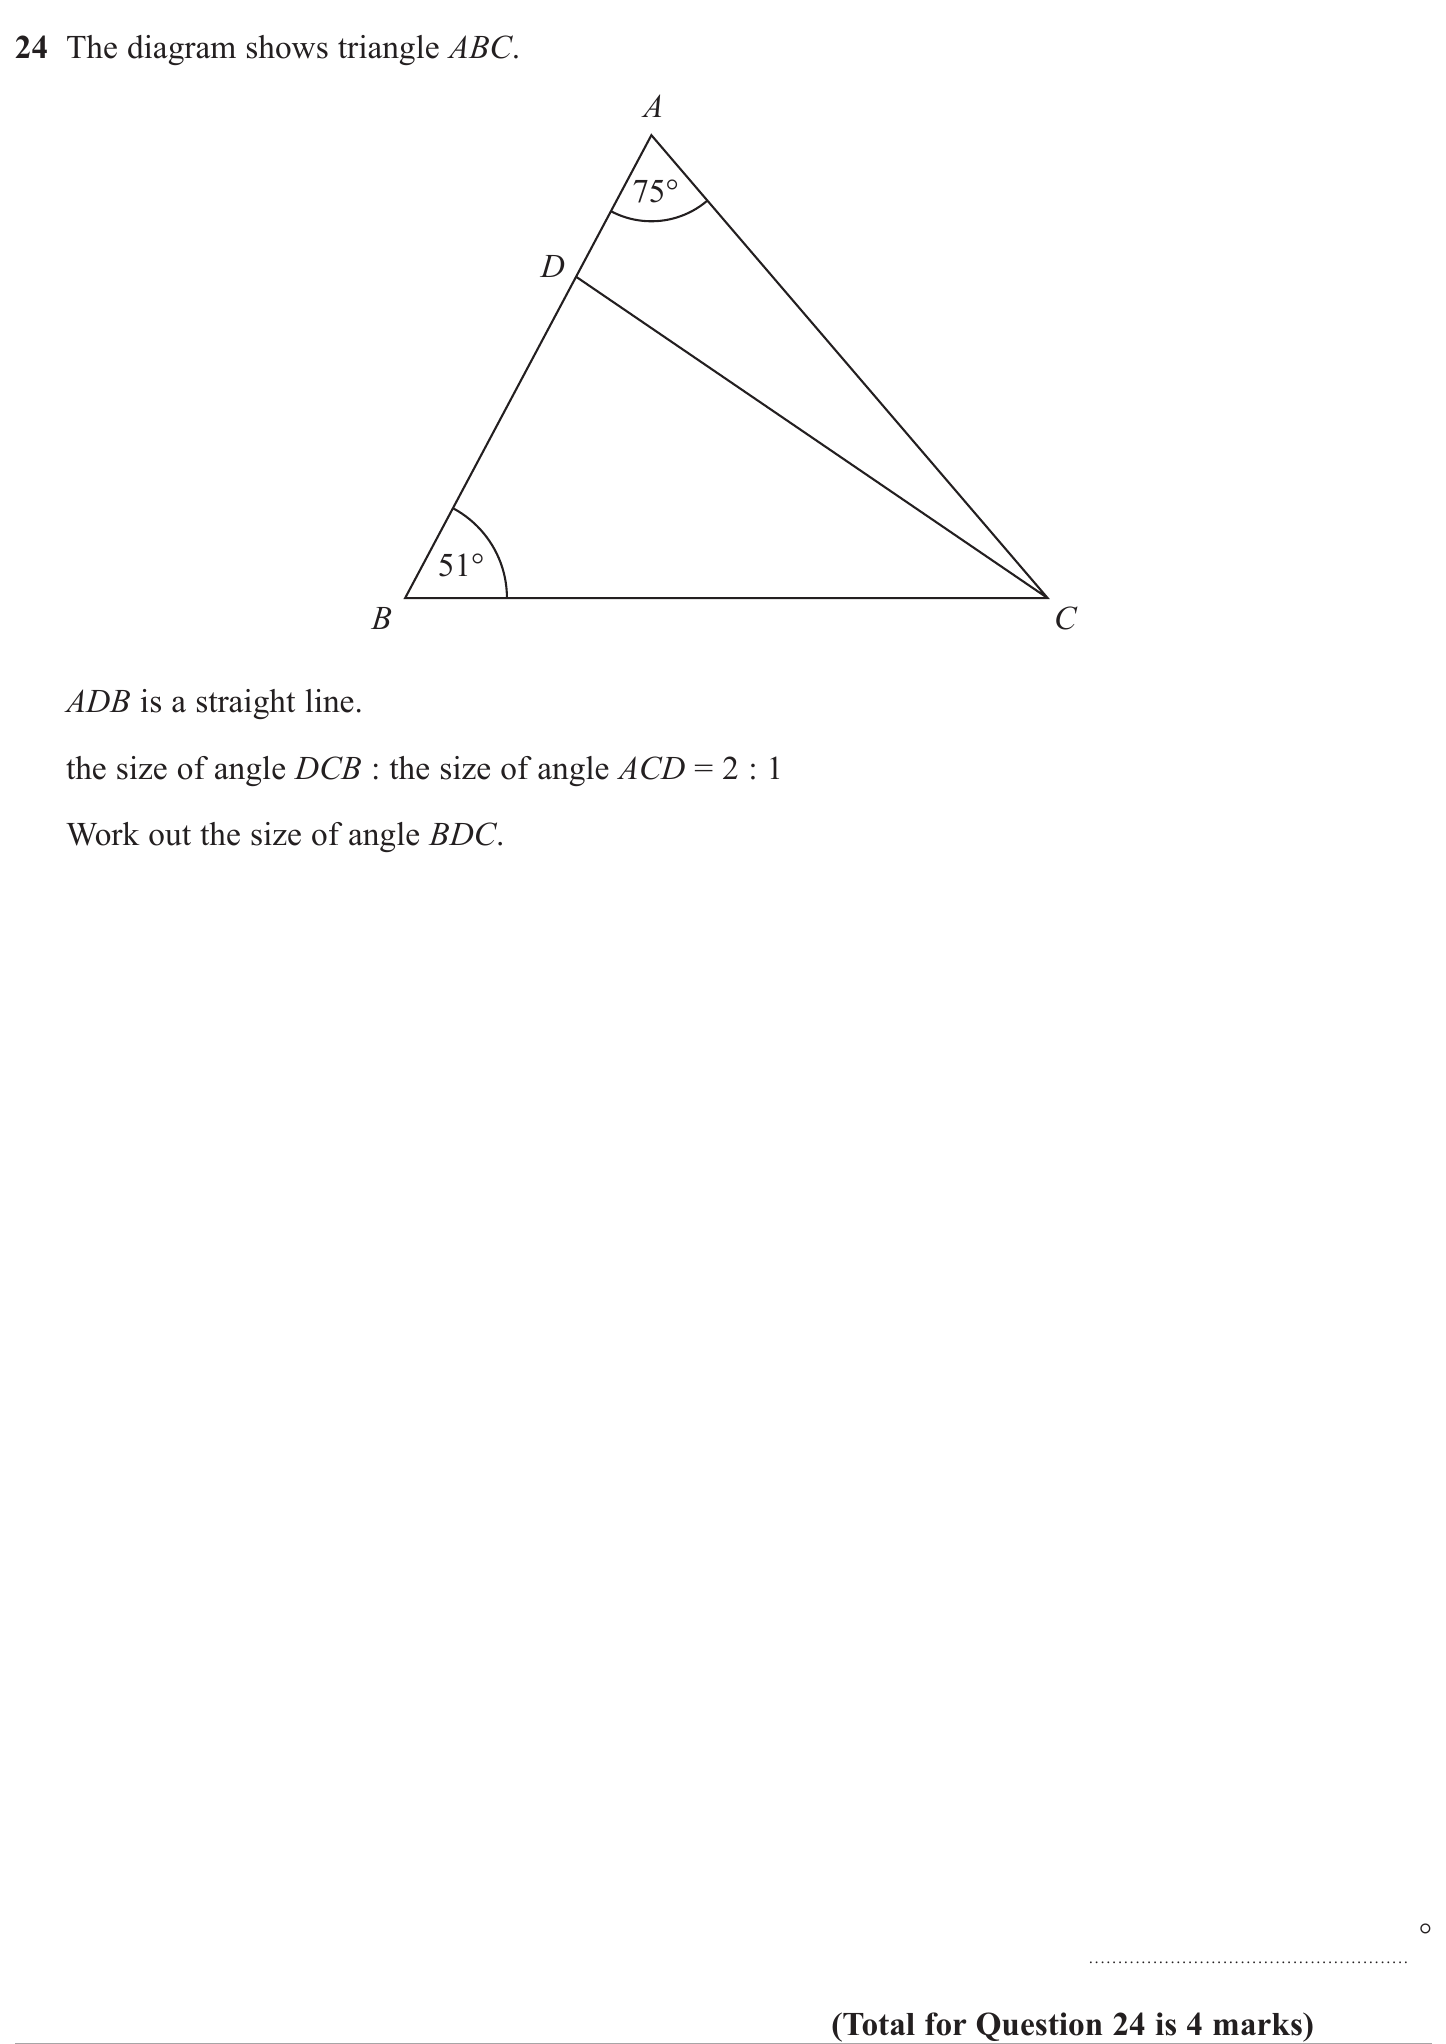 24 The diagram shows triangle ABC.
A
75°
D
51°
B
C
ADB is a straight line.
the size of angle DCB : the size of angle ACD = 2 : 1
Work out the size of angle BDC.
°
(Total for Question 24 is 4 marks)